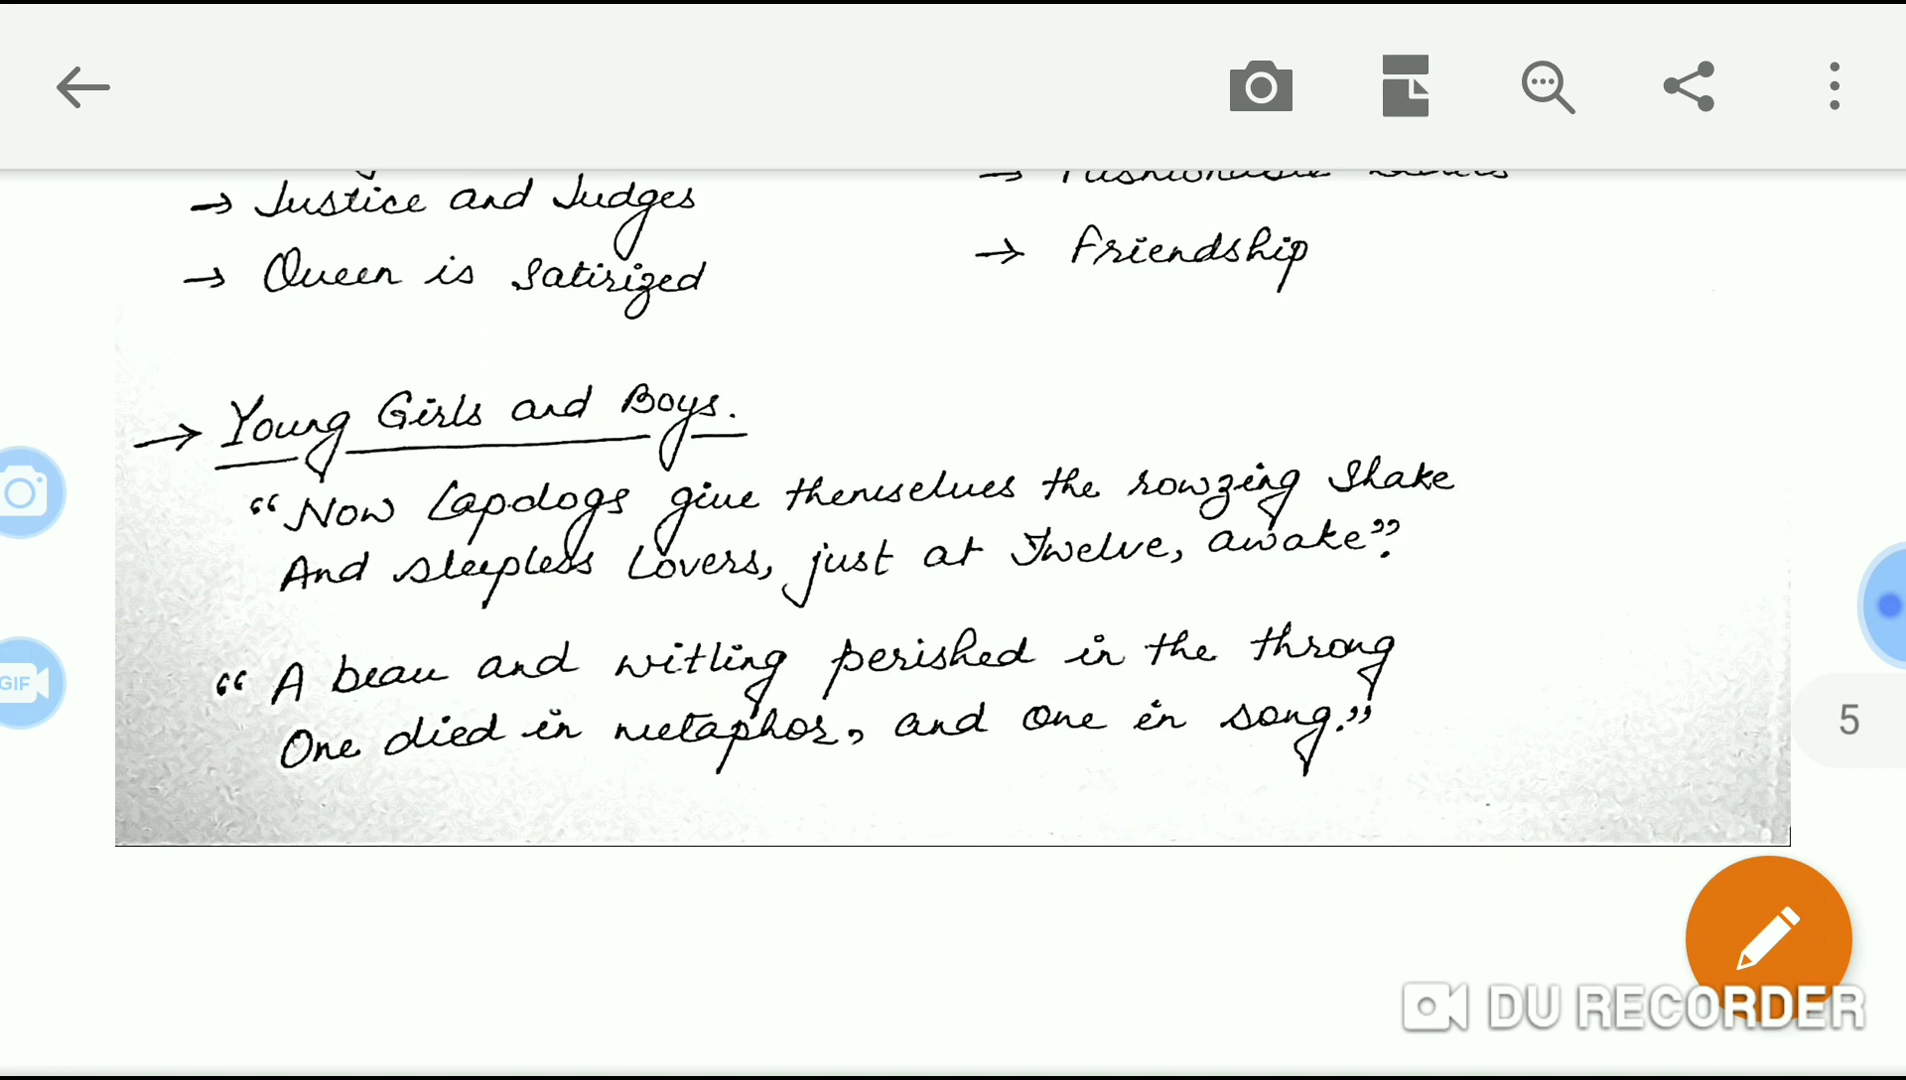 → Justice and Judges
→ Queen is Satirized
→ Friendship
→ Young Girls and Boys.
“Now Lapdogs give themselves the rowzing Shake
And sleepless Lovers, just at Twelve, awake”.
“A beau and witling perished in the throng
One died in metaphor, and one in song.”
5
GIF
DU RECORDER